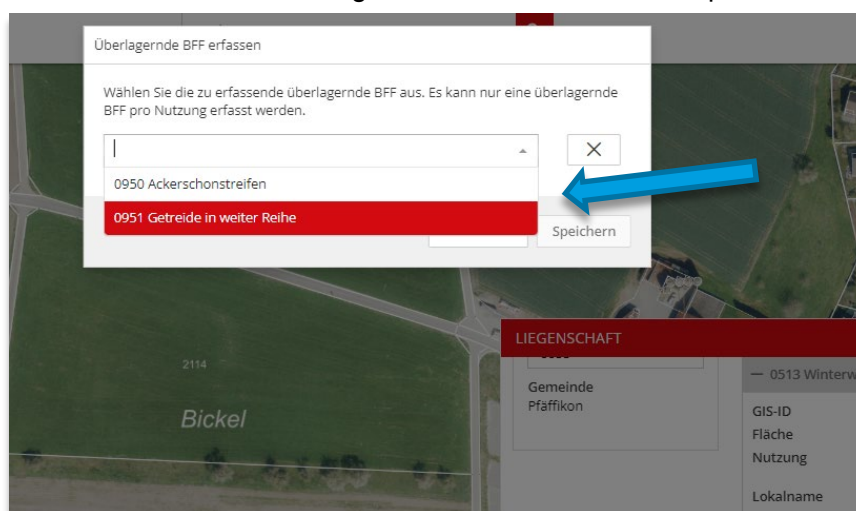 Überlagernde BFF erfassen
Wählen Sie die zu erfassende überlagernde BFF aus. Es kann nur eine überlagernde
BFF pro Nutzung erfasst werden.
0950 Ackerschonstreifen
0951 Getreide in weiter Reihe
Speichern
LIEGENSCHAFT
2114
Bickel
Gemeinde
Pfäffikon
— 0513 Winterw
GIS-ID
Fläche
Nutzung
Lokalname